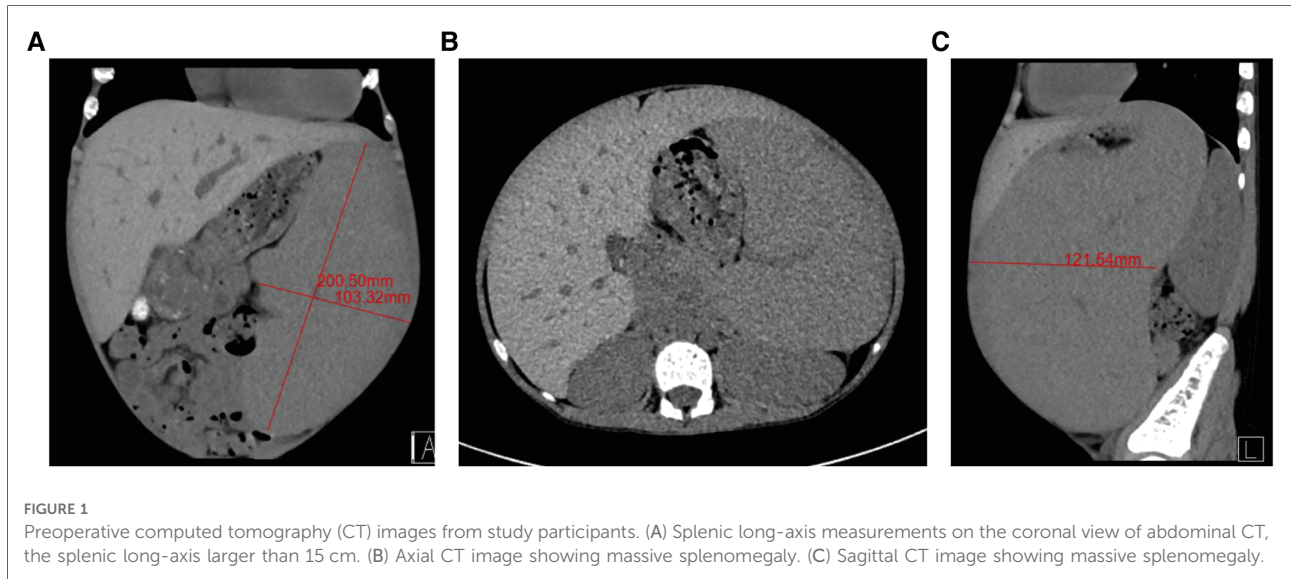 A
B
C
200.50mm
103.32mm
121.54mm
A
L
FIGURE 1
Preoperative computed tomography (CT) images from study participants. (A) Splenic long-axis measurements on the coronal view of abdominal CT,
the splenic long-axis larger than 15 cm. (B) Axial CT image showing massive splenomegaly. (C) Sagittal CT image showing massive splenomegaly.